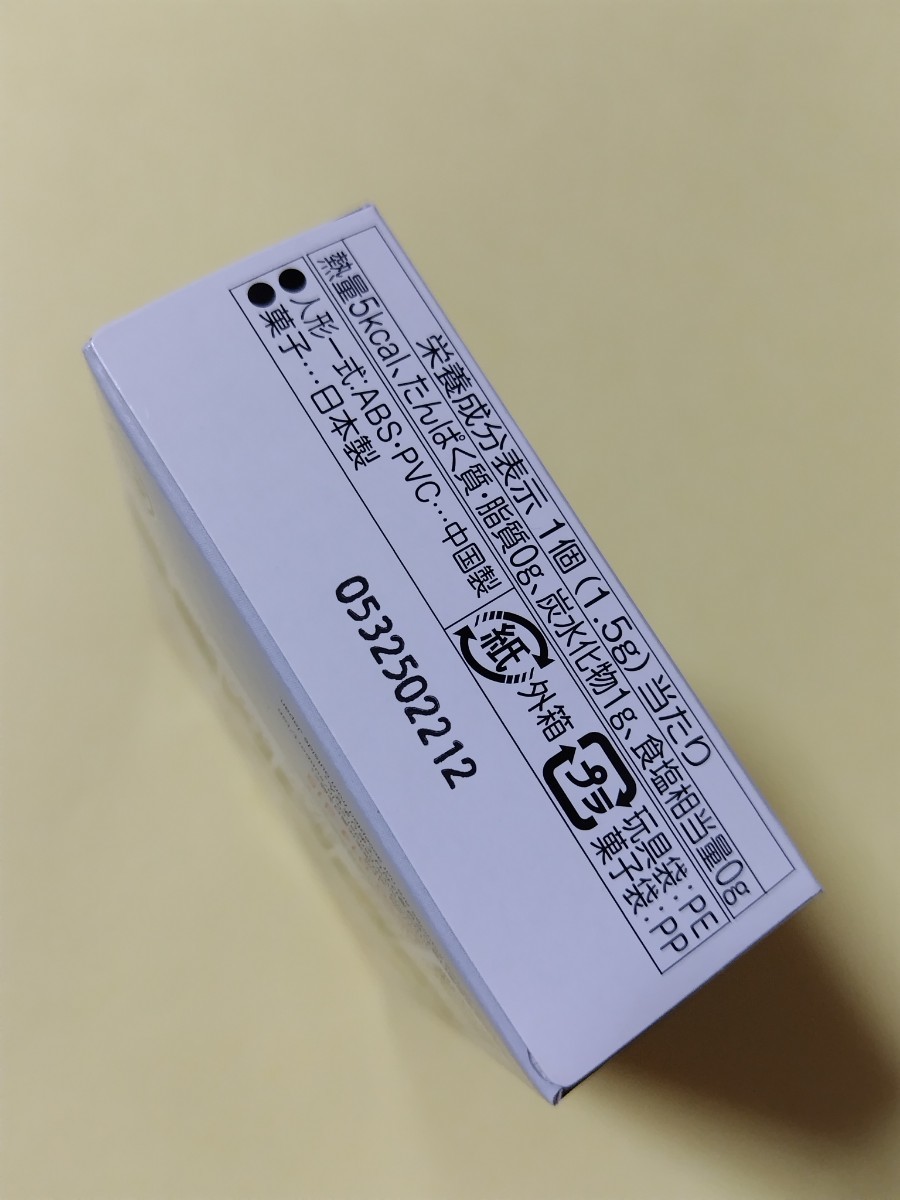 栄養成分表示 1個(1.5g)当たり
熱量5kcal、たんぱく質・脂質0g、炭水化物1g、食塩相当量0g
●人形一式:ABS・PVC…中国製
●菓子…日本製
紙 外箱
プラ 玩具袋:PE
菓子袋:PP
0532502212